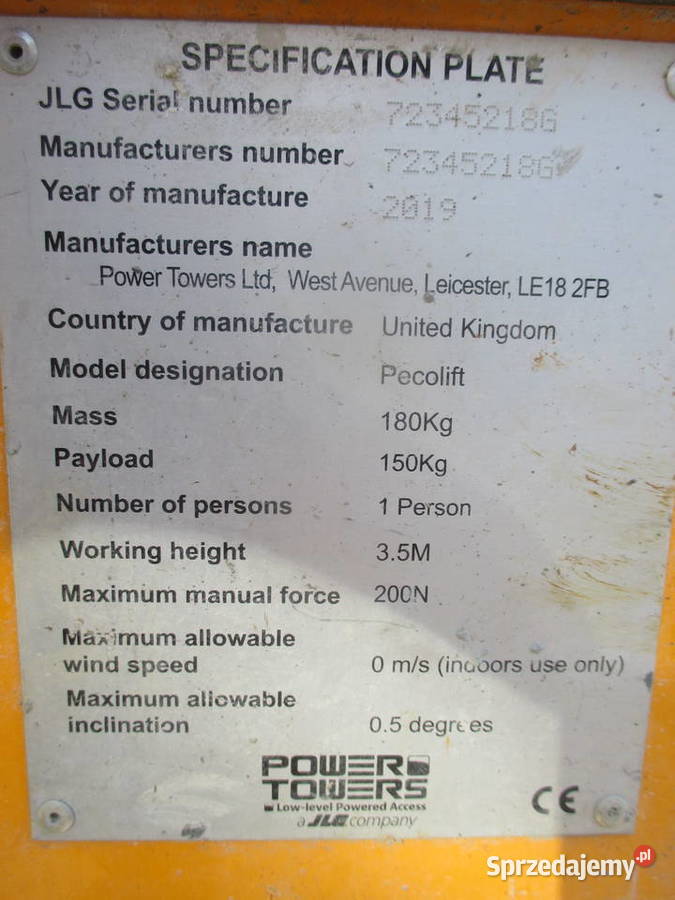 SPECIFICATION PLATE
JLG Serial number 72345218G
Manufacturers number 72345218G
Year of manufacture 2019
Manufacturers name
Power Towers Ltd, West Avenue, Leicester, LE18 2FB
Country of manufacture United Kingdom
Model designation Pecolift
Mass 180Kg
Payload 150Kg
Number of persons 1 Person
Working height 3.5M
Maximum manual force 200N
Maximum allowable
wind speed 0 m/s (indoors use only)
Maximum allowable
inclination 0.5 degrees
POWER
TOWERS
Low-level Powered Access
a JLG company
CE
Sprzedajemy.pl